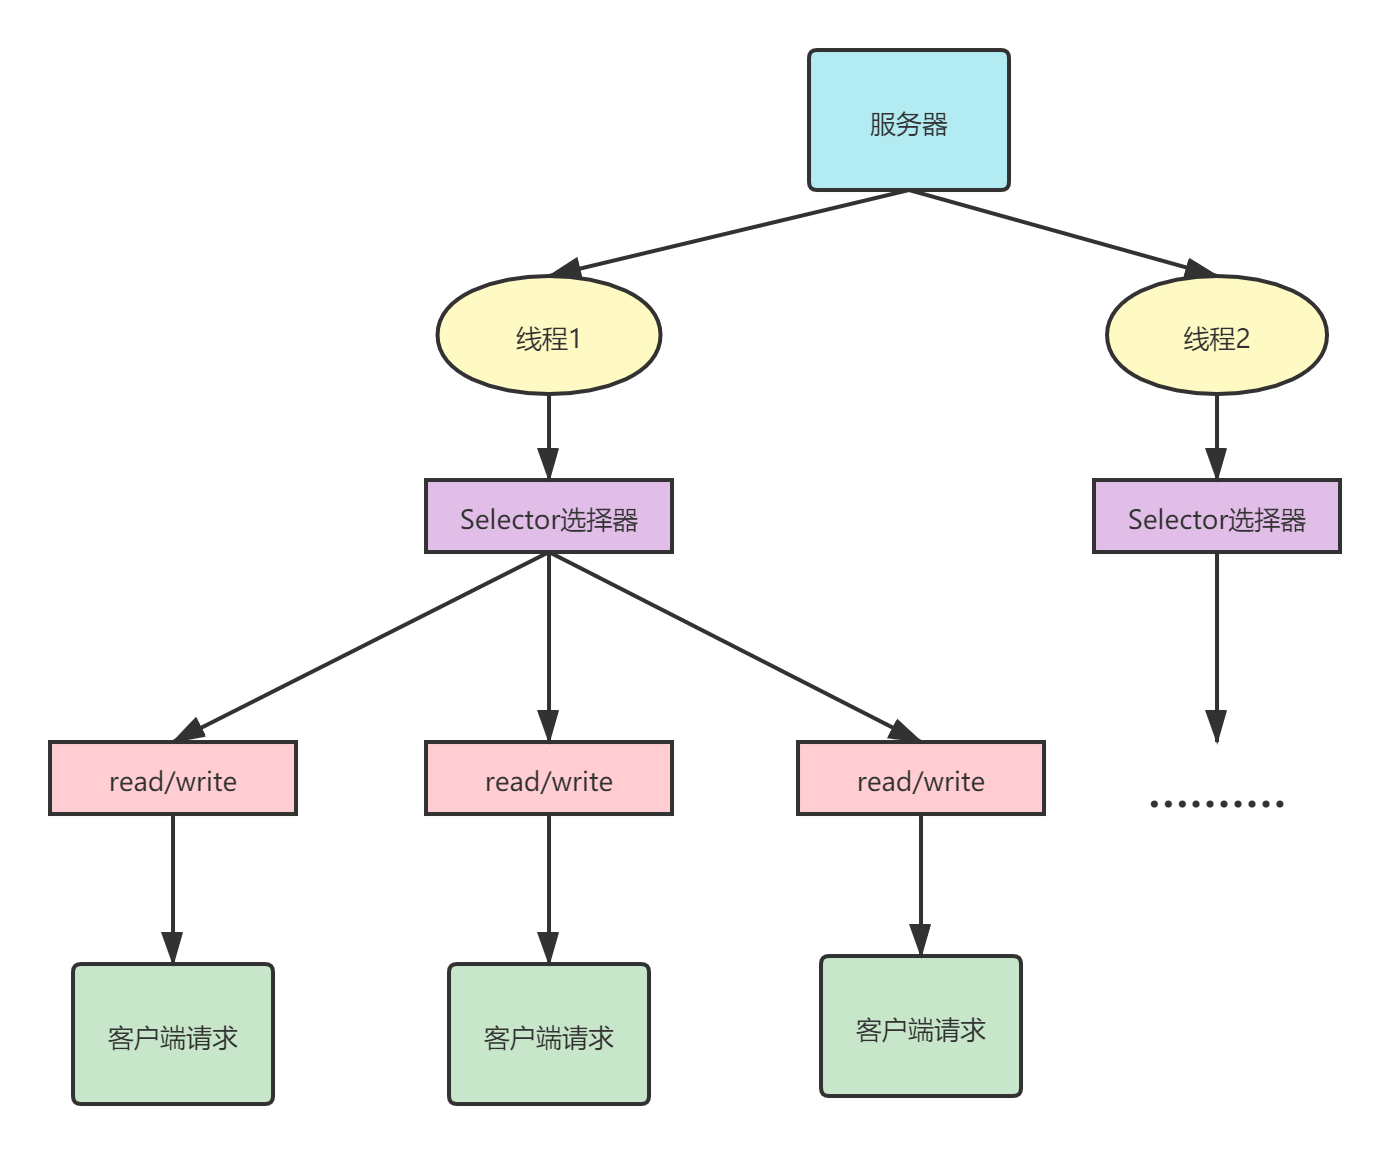 服务器
线程1
线程2
Selector选择器
Selector选择器
read/write
read/write
read/write
..........
客户端请求
客户端请求
客户端请求